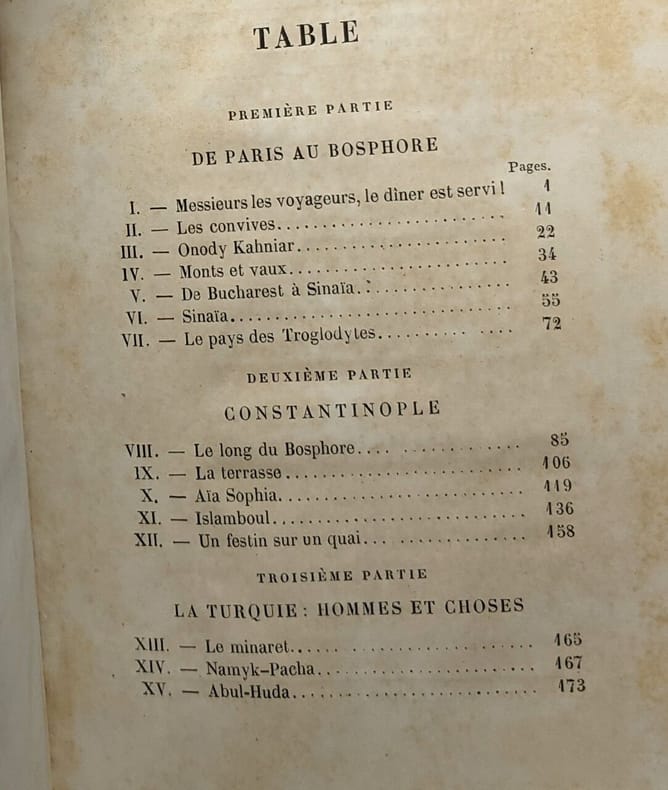 TABLE
PREMIÈRE PARTIE
DE PARIS AU BOSPHORE
Pages.
I. — Messieurs les voyageurs, le dîner est servi ! 1
II. — Les convives........................ 11
III. — Onody Kahniar..................... 22
IV. — Monts et vaux...................... 34
V. — De Bucharest à Sinaïa............... 43
VI. — Sinaïa............................. 55
VII. — Le pays des Troglodytes.............. 72
DEUXIÈME PARTIE
CONSTANTINOPLE
VIII. — Le long du Bosphore................ 85
IX. — La terrasse......................... 106
X. — Aïa Sophia.......................... 119
XI. — Islamboul........................... 136
XII. — Un festin sur un quai................ 158
TROISIÈME PARTIE
LA TURQUIE : HOMMES ET CHOSES
XIII. — Le minaret......................... 165
XIV. — Namyk-Pacha....................... 167
XV. — Abul-Huda.......................... 173